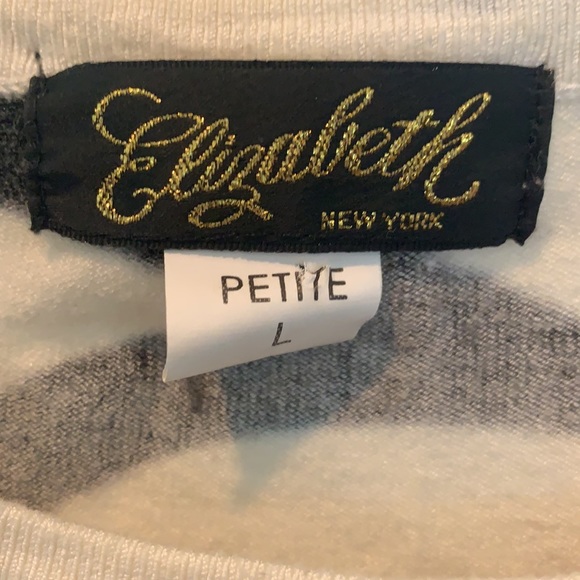 Elizabeth
NEW YORK
PETITE
L